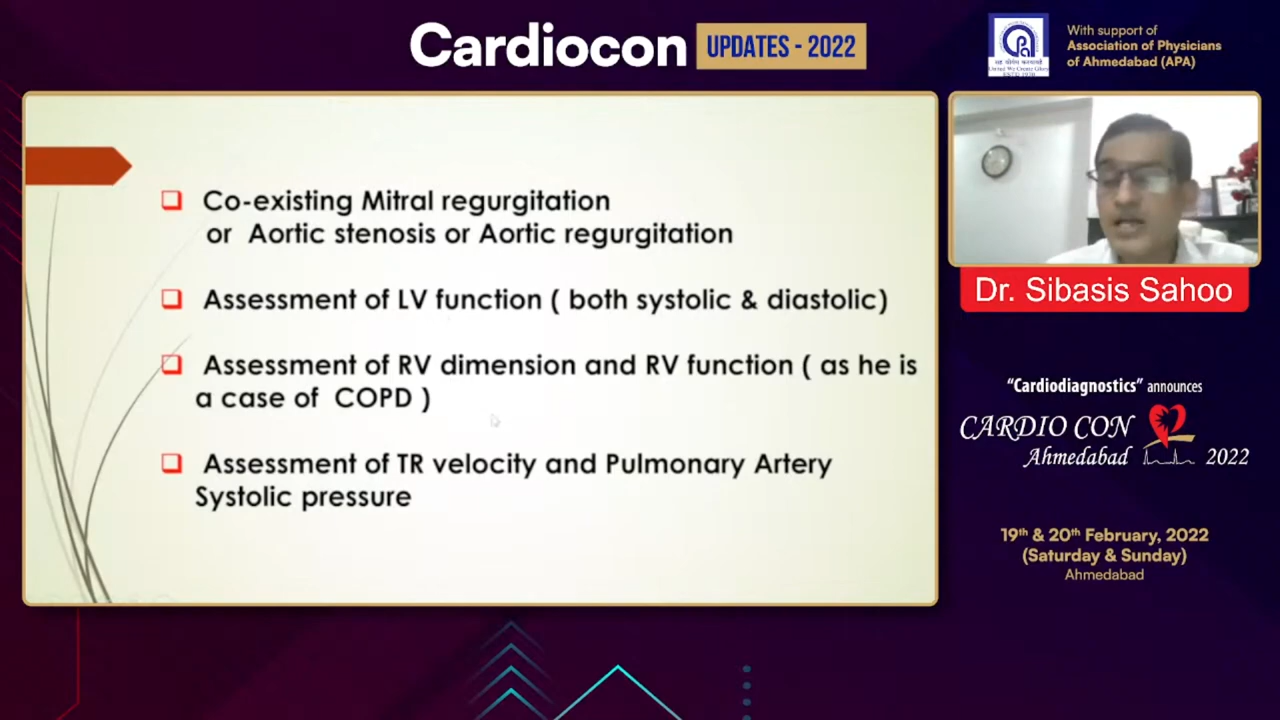 Cardiocon UPDATES - 2022
With support of
Association of Physicians
of Ahmedabad (APA)
Co-existing Mitral regurgitation
or Aortic stenosis or Aortic regurgitation
Assessment of LV function ( both systolic & diastolic)
Assessment of RV dimension and RV function ( as he is
a case of COPD )
Assessment of TR velocity and Pulmonary Artery
Systolic pressure
Dr. Sibasis Sahoo
“Cardiodiagnostics” announces
CARDIO CON
Ahmedabad 2022
19th & 20th February, 2022
(Saturday & Sunday)
Ahmedabad